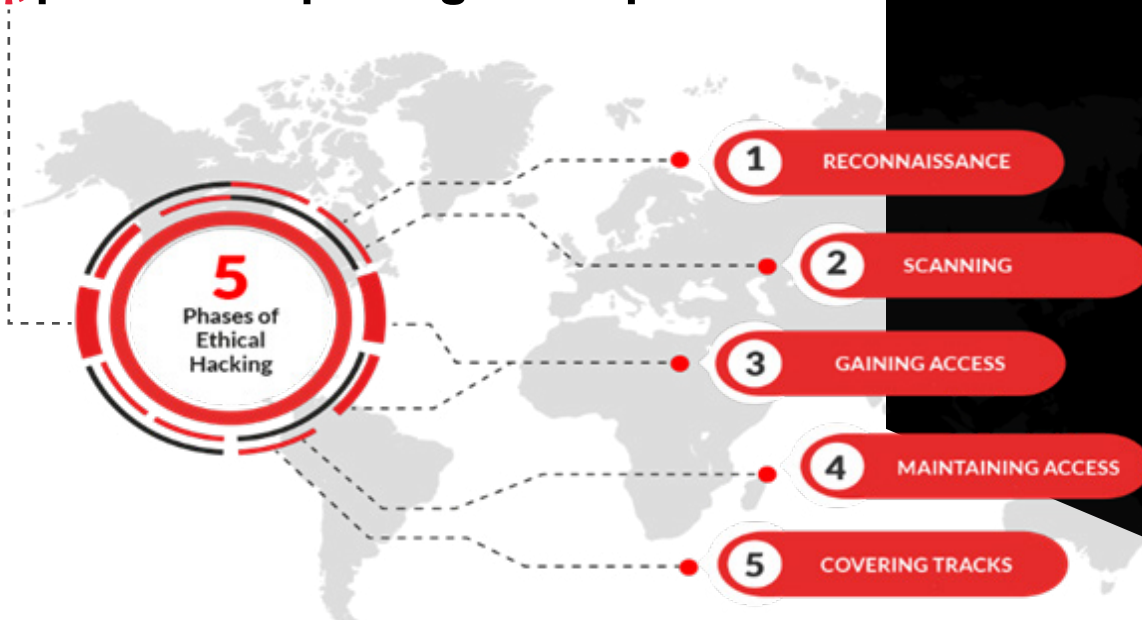 5
Phases of
Ethical
Hacking
1
RECONNAISSANCE
2
SCANNING
3
GAINING ACCESS
4
MAINTAINING ACCESS
5
COVERING TRACKS